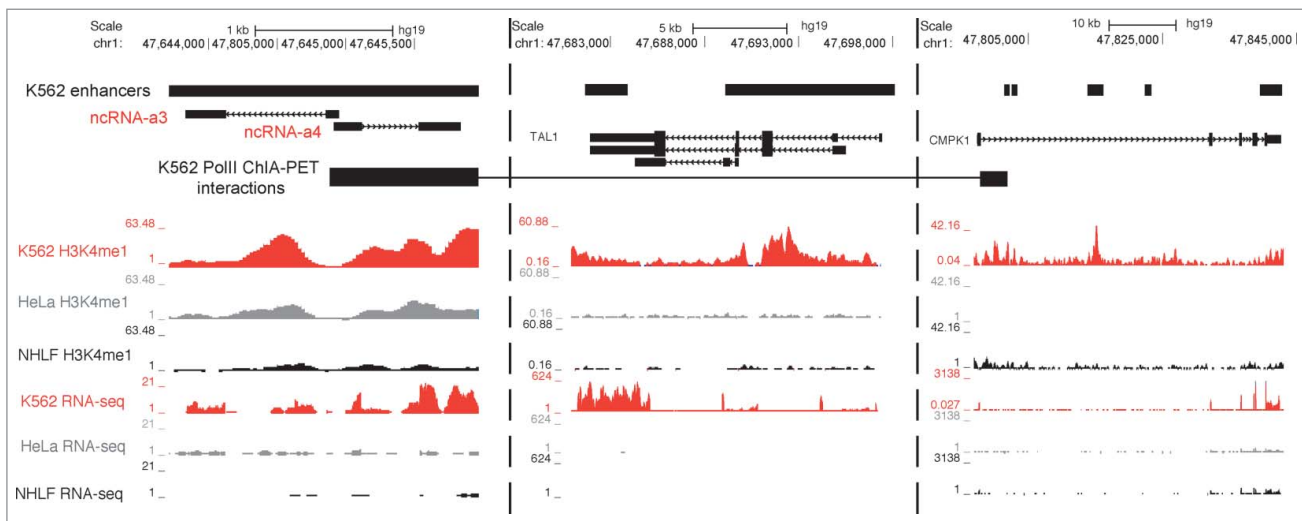 Scale 1 kb hg19
chr1: 47,644,000 47,805,000 47,645,000 47,645,500
Scale 5 kb hg19
chr1: 47,683,000 47,688,000 47,693,000 47,698,000
Scale 10 kb hg19
chr1: 47,805,000 47,825,000 47,845,000
K562 enhancers
ncRNA-a3
ncRNA-a4
TAL1
CMPK1
K562 PolII ChIA-PET
interactions
63.48
K562 H3K4me1
1
63.48
HeLa H3K4me1
1
63.48
NHLF H3K4me1
1
21
K562 RNA-seq
1
21
HeLa RNA-seq
1
21
NHLF RNA-seq
1
60.88
0.16
60.88
0.16
60.88
0.16
624
1
624
1
624
1
42.16
0.04
42.16
1
42.16
1
3138
0.027
3138
1
3138
1